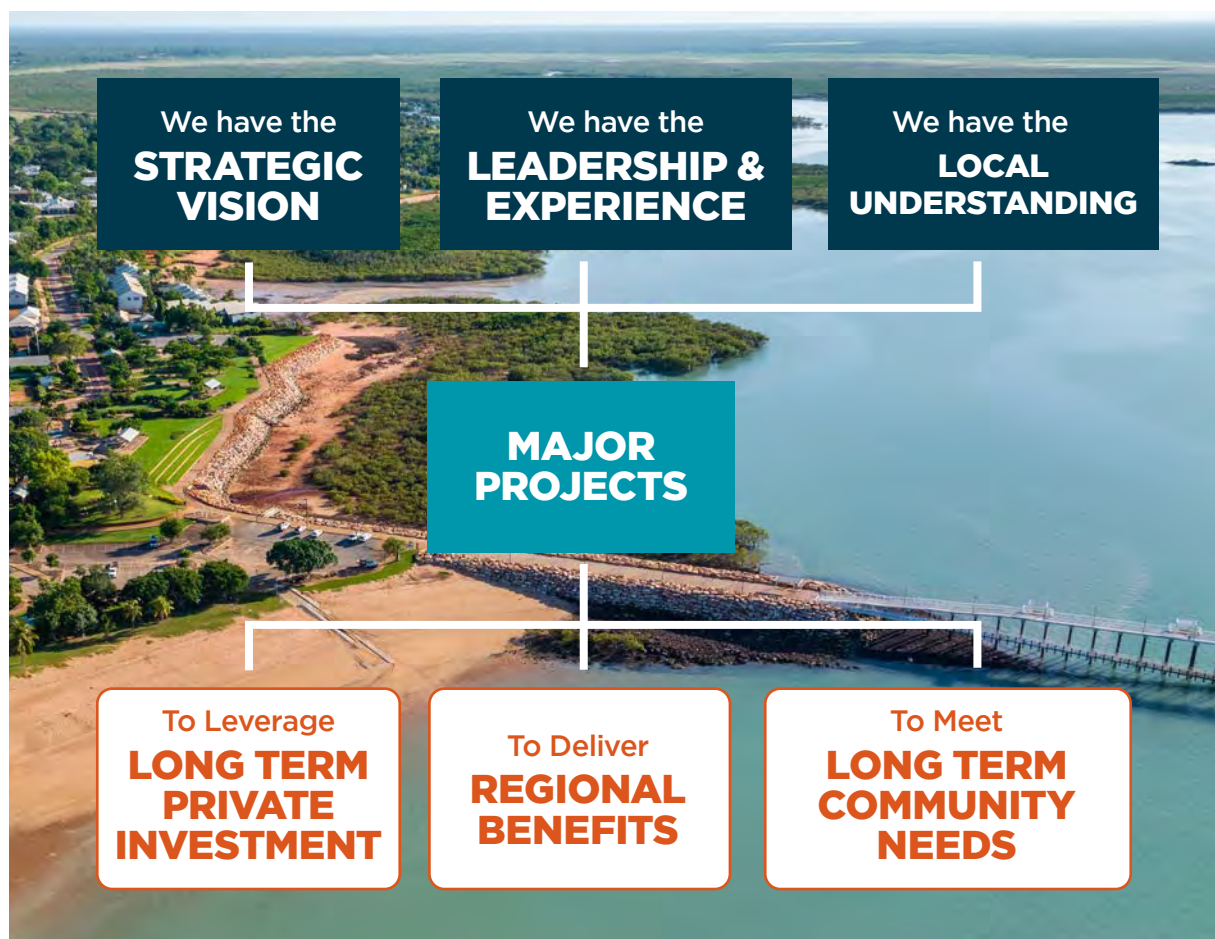 We have the
STRATEGIC
VISION
We have the
LEADERSHIP &
EXPERIENCE
We have the
LOCAL
UNDERSTANDING
MAJOR
PROJECTS
To Leverage
LONG TERM
PRIVATE
INVESTMENT
To Deliver
REGIONAL
BENEFITS
To Meet
LONG TERM
COMMUNITY
NEEDS